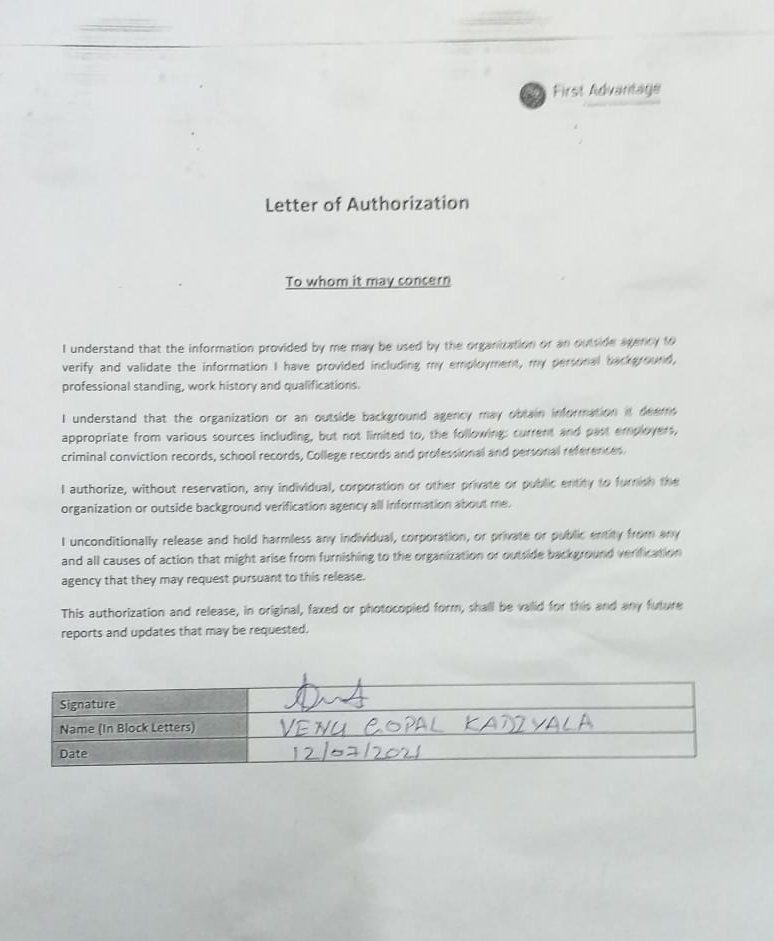 First Advantage
Letter of Authorization
To whom it may concern
I understand that the information provided by me may be used by the organization or an outside agency to
verify and validate the information I have provided including my employment, my personal background,
professional standing, work history and qualifications.
I understand that the organization or an outside background agency may obtain information it deems
appropriate from various sources including, but not limited to, the following: current and past employers,
criminal conviction records, school records, College records and professional and personal references.
I authorize, without reservation, any individual, corporation or other private or public entity to furnish the
organization or outside background verification agency all information about me.
I unconditionally release and hold harmless any individual, corporation, or private or public entity from any
and all causes of action that might arise from furnishing to the organization or outside background verification
agency that they may request pursuant to this release.
This authorization and release, in original, faxed or photocopied form, shall be valid for this and any future
reports and updates that may be requested.
Signature
Name (In Block Letters) VENU GOPAL KADIYALA
Date 12/07/2021